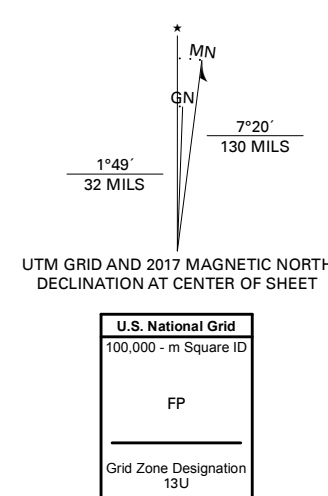 ★
MN
GN
7°20´
130 MILS
1°49´
32 MILS
UTM GRID AND 2017 MAGNETIC NORTH
DECLINATION AT CENTER OF SHEET
U.S. National Grid
100,000 - m Square ID
FP
Grid Zone Designation
13U